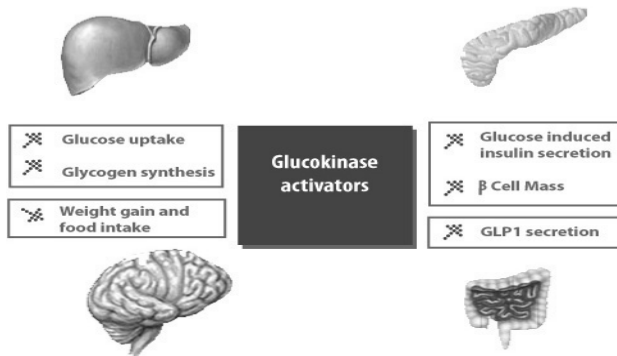 Glucose uptake
Glycogen synthesis
Weight gain and
food intake
Glucokinase
activators
Glucose induced
insulin secretion
β Cell Mass
GLP1 secretion